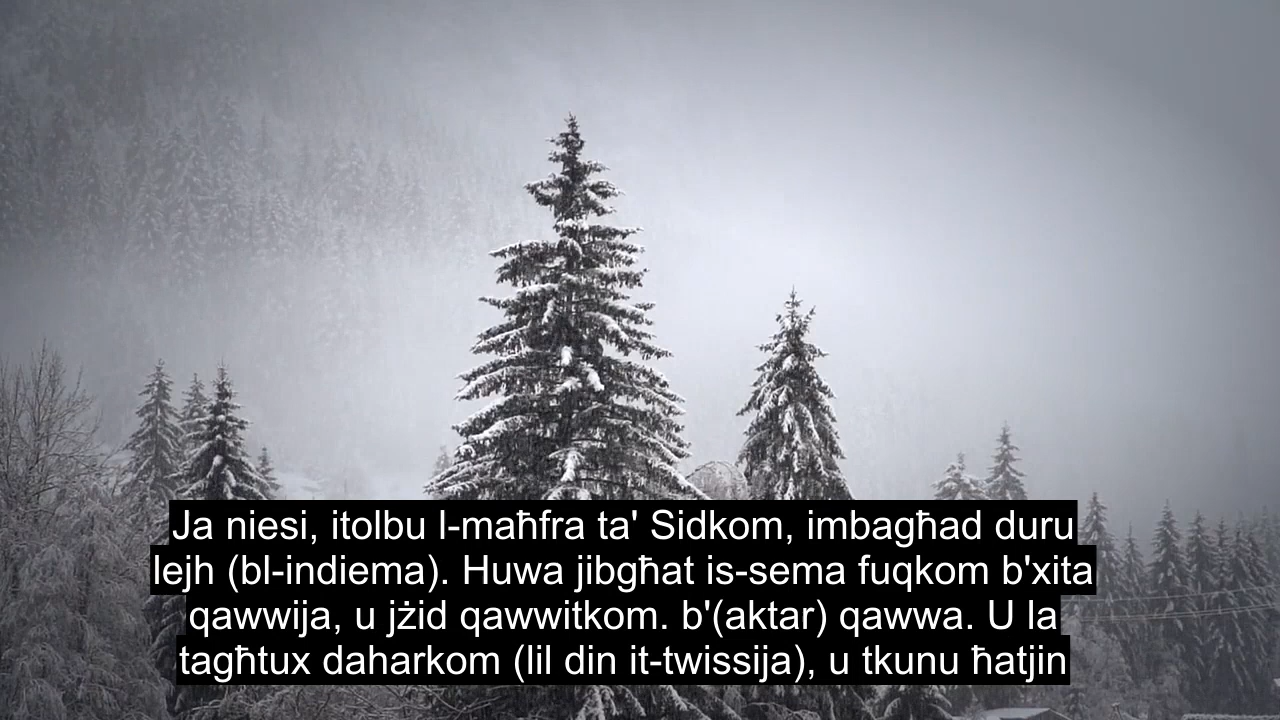 Ja niesi, itolbu l-maħfra ta' Sidkom, imbagħad duru
lejh (bl-indiema). Huwa jibgħat is-sema fuqkom b'xita
qawwija, u jżid qawwitkom. b'(aktar) qawwa. U la
tagħtux daharkom (lil din it-twissija), u tkunu ħatjin